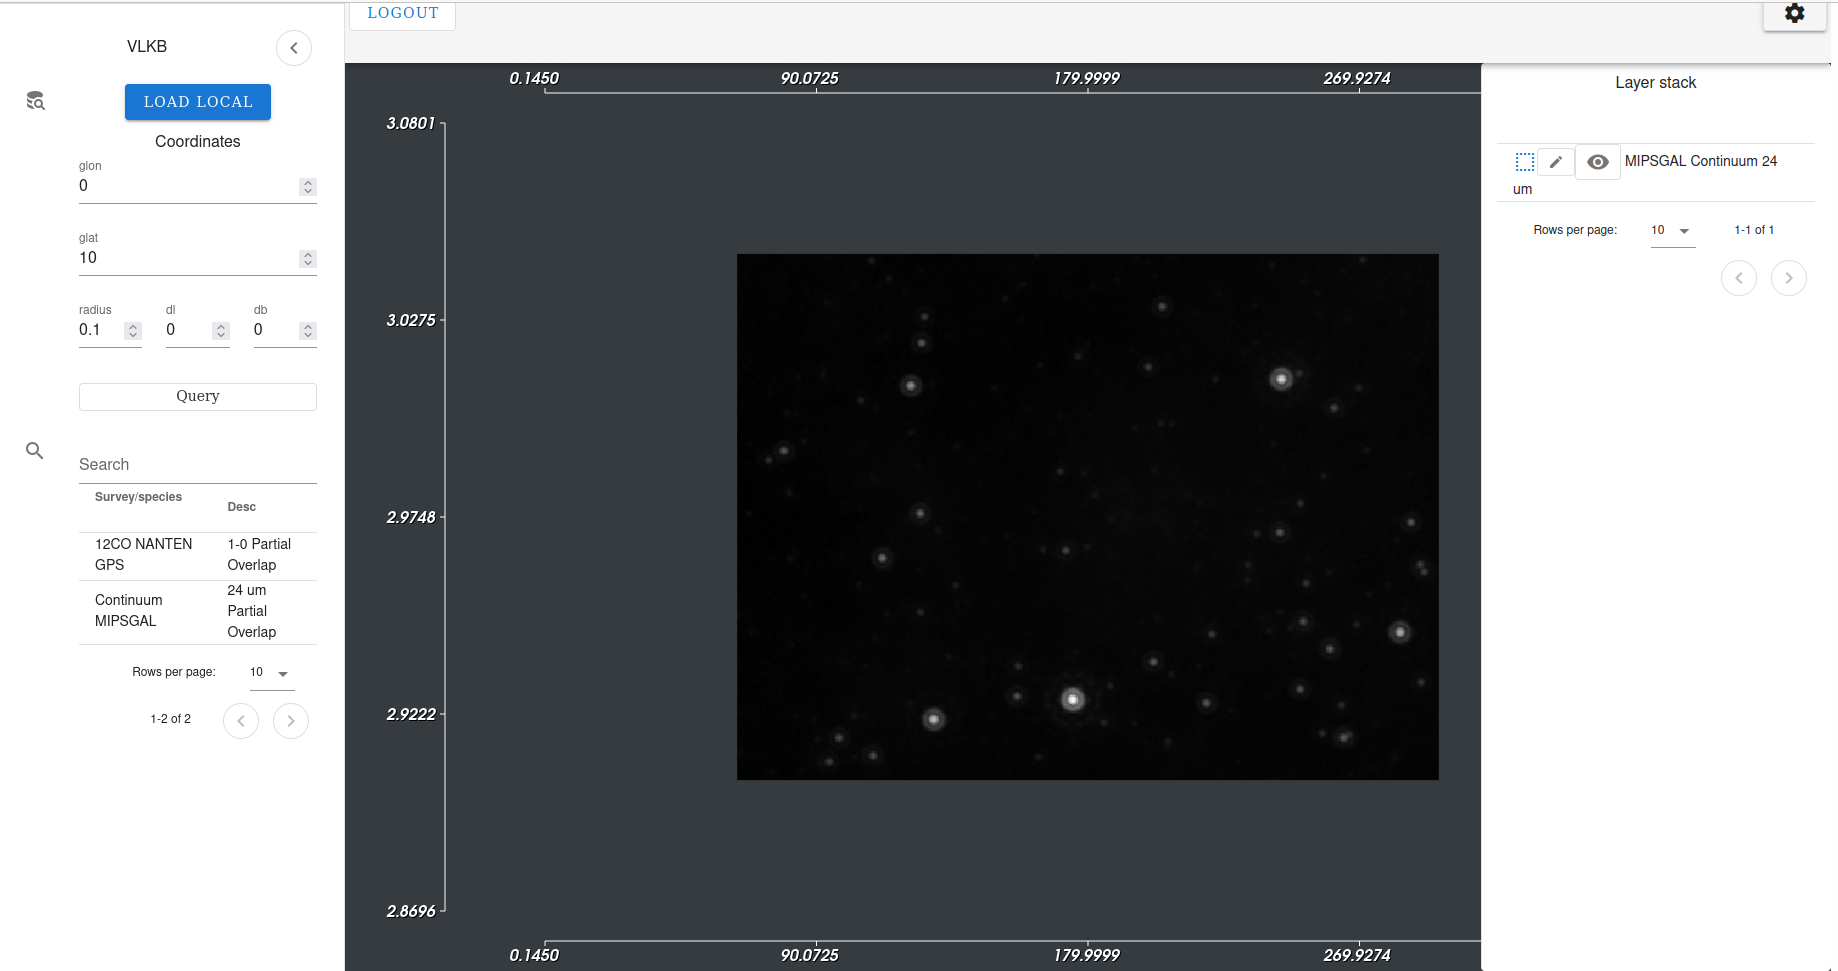 LOGOUT
VLKB
LOAD LOCAL
Coordinates
glon
0
glat
10
radius dl db
0.1 0 0
Query
Search
Survey/species Desc
12CO NANTEN GPS
1-0 Partial Overlap
Continuum MIPSGAL
24 um Partial Overlap
Rows per page: 10
1-2 of 2
0.1450 90.0725 179.9999 269.9274
3.0801
3.0275
2.9748
2.9222
2.8696
0.1450 90.0725 179.9999 269.9274
Layer stack
MIPSGAL Continuum 24
um
Rows per page: 10 1-1 of 1